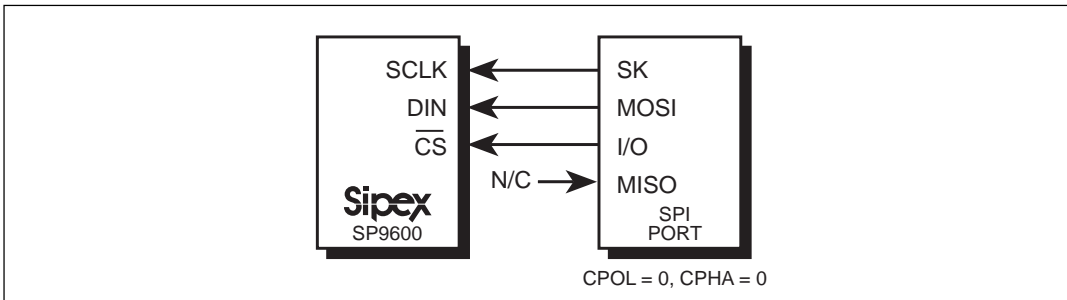 SCLK
DIN
CS
Sipex
SP9600
SK
MOSI
I/O
N/C
MISO
SPI
PORT
CPOL = 0, CPHA = 0